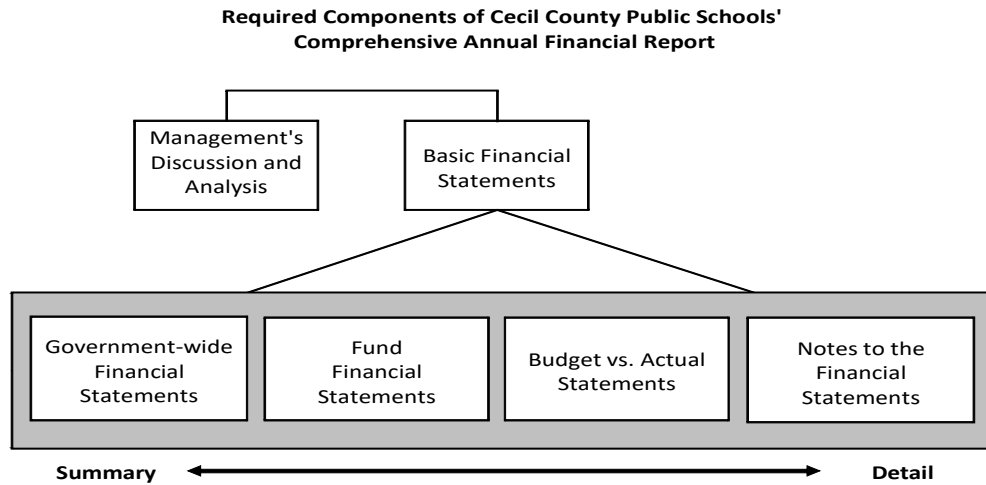 Required Components of Cecil County Public Schools'
Comprehensive Annual Financial Report
Management's
Discussion and
Analysis
Basic Financial
Statements
Government-wide
Financial
Statements
Fund
Financial
Statements
Budget vs. Actual
Statements
Notes to the
Financial
Statements
Summary
Detail